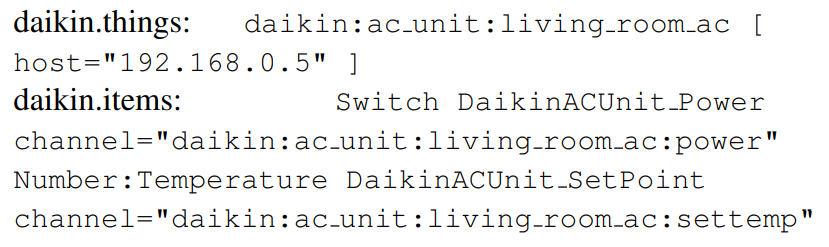 daikin.things: daikin:ac_unit:living_room_ac [
host="192.168.0.5" ]
daikin.items: Switch DaikinACUnit_Power
channel="daikin:ac_unit:living_room_ac:power"
Number:Temperature DaikinACUnit_SetPoint
channel="daikin:ac_unit:living_room_ac:settemp"